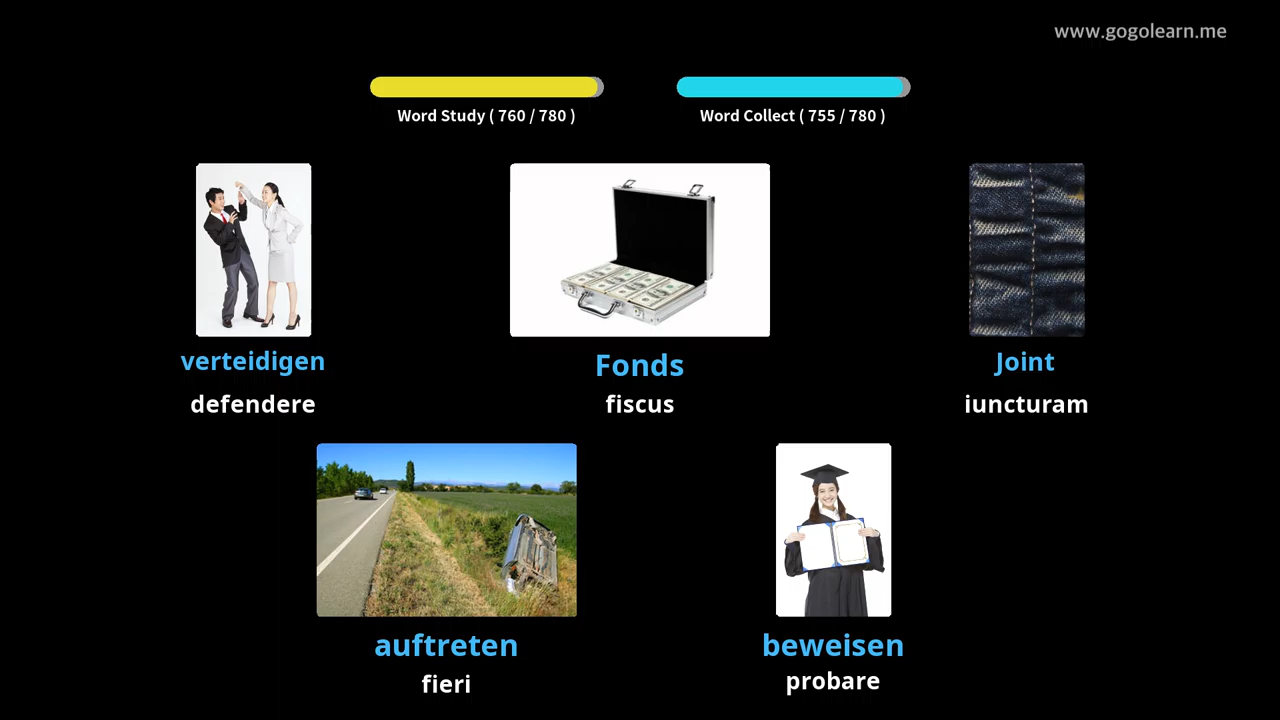 www.gogolearn.me
Word Study ( 760 / 780 )
Word Collect ( 755 / 780 )
verteidigen
defendere
Fonds
fiscus
Joint
iuncturam
auftreten
fieri
beweisen
probare